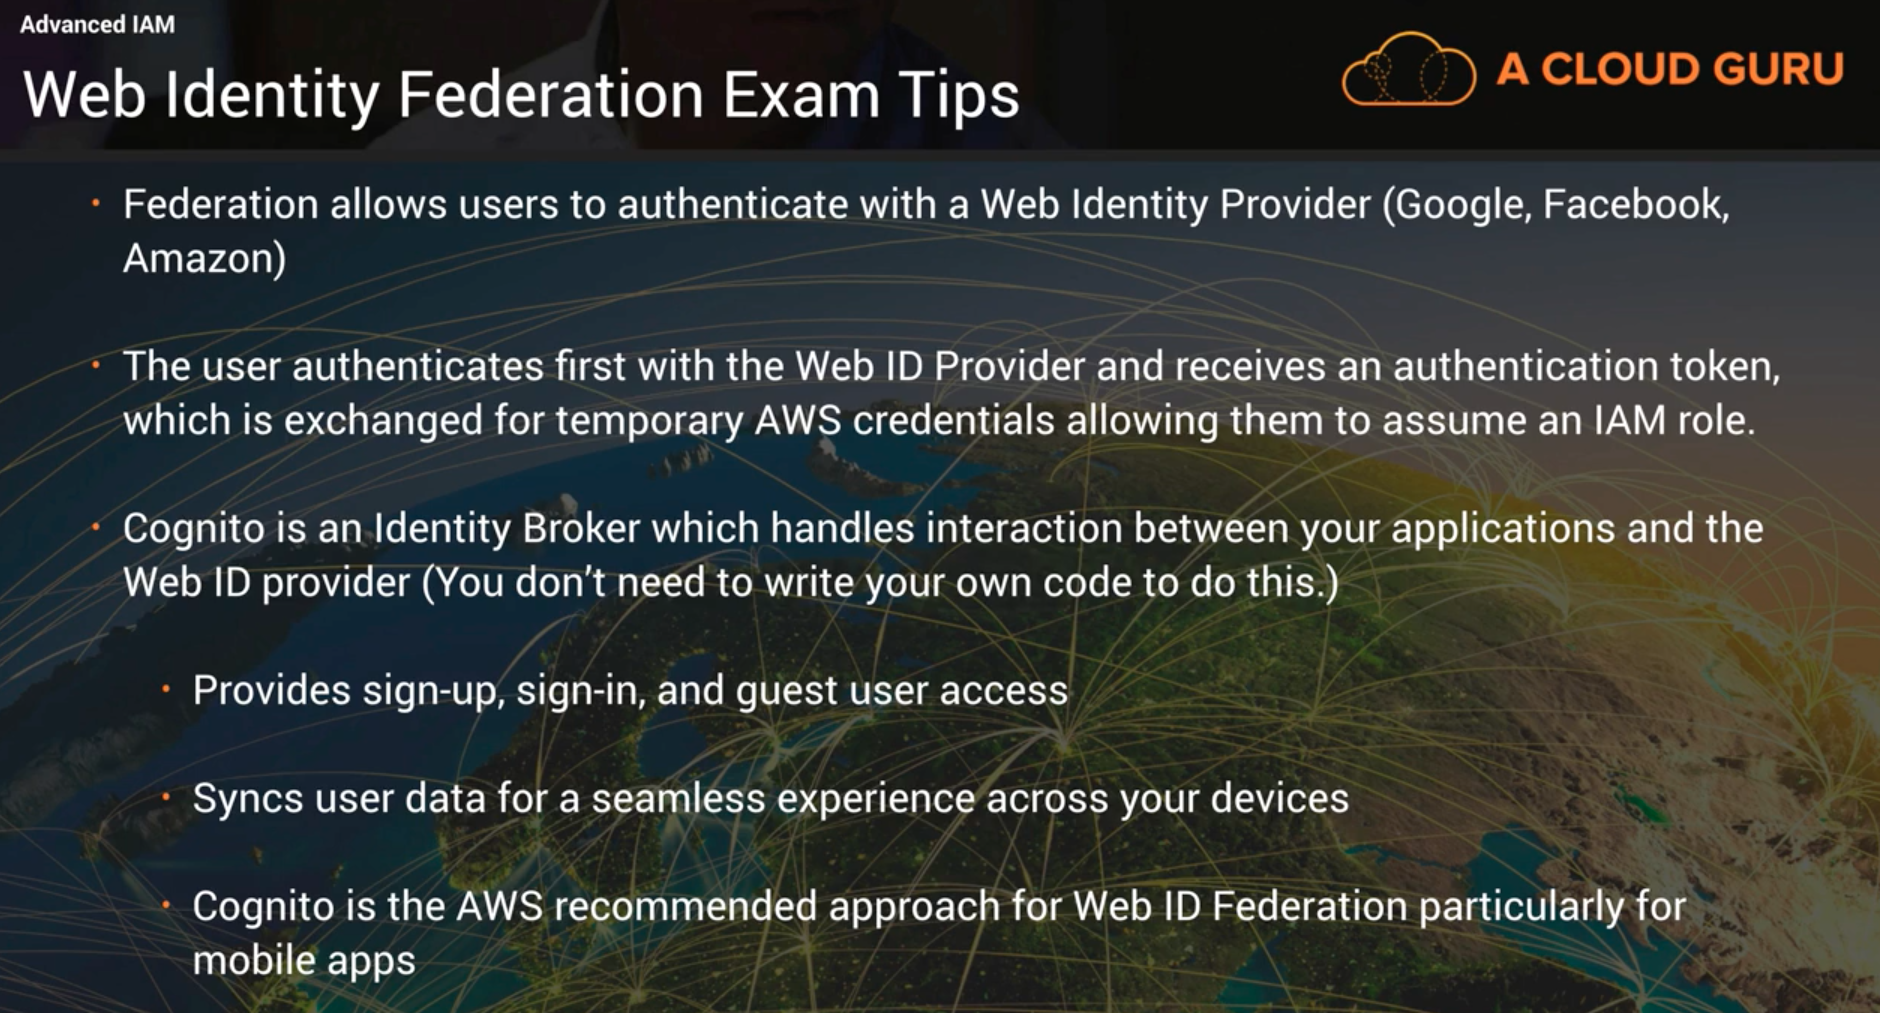 Advanced IAM
Web Identity Federation Exam Tips
A CLOUD GURU
• Federation allows users to authenticate with a Web Identity Provider (Google, Facebook,
Amazon)
• The user authenticates first with the Web ID Provider and receives an authentication token,
which is exchanged for temporary AWS credentials allowing them to assume an IAM role.
• Cognito is an Identity Broker which handles interaction between your applications and the
Web ID provider (You don’t need to write your own code to do this.)
• Provides sign-up, sign-in, and guest user access
• Syncs user data for a seamless experience across your devices
• Cognito is the AWS recommended approach for Web ID Federation particularly for
mobile apps